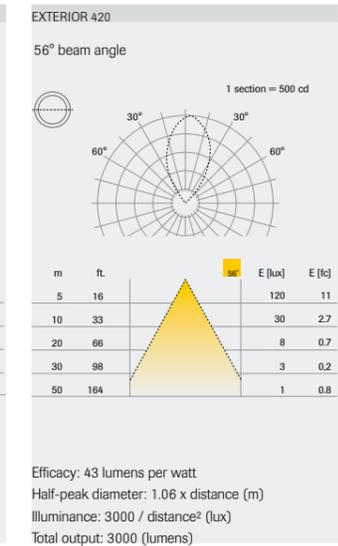 EXTERIOR 420
56° beam angle
1 section = 500 cd
30° 30°
60° 60°
m ft. 56° E [lux] E [fc]
5 16 120 11
10 33 30 2.7
20 66 8 0.7
30 98 3 0,2
50 164 1 0.8
Efficacy: 43 lumens per watt
Half-peak diameter: 1.06 x distance (m)
Illuminance: 3000 / distance² (lux)
Total output: 3000 (lumens)